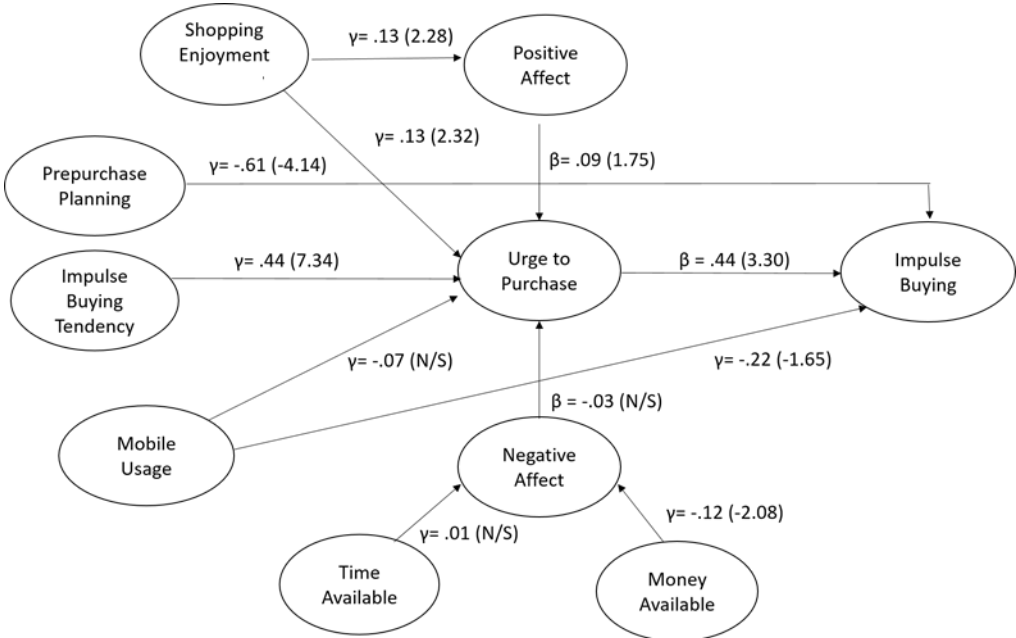 Shopping
Enjoyment
γ= .13 (2.28)
Positive
Affect
γ= .13 (2.32)
β= .09 (1.75)
Prepurchase
Planning
γ= -.61 (-4.14)
Impulse
Buying
Tendency
γ= .44 (7.34)
Urge to
Purchase
β = .44 (3.30)
Impulse
Buying
γ= -.07 (N/S)
γ= -.22 (-1.65)
β = -.03 (N/S)
Mobile
Usage
Negative
Affect
γ= .01 (N/S)
γ= -.12 (-2.08)
Time
Available
Money
Available